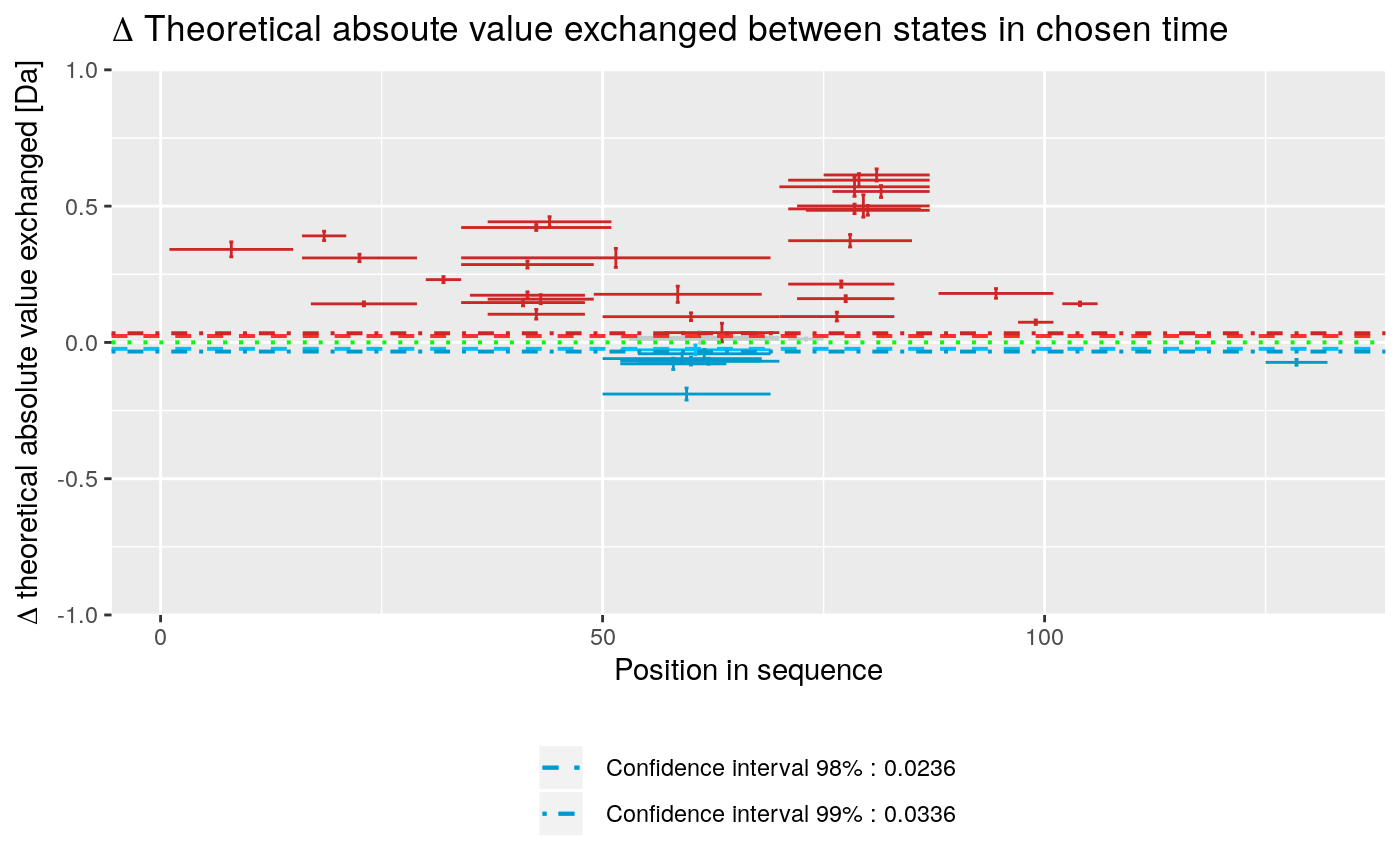 Δ Theoretical absoute value exchanged between states in chosen time
Δ theoretical absolute value exchanged [Da]
1.0
0.5
0.0
-0.5
-1.0
0
50
100
Position in sequence
Confidence interval 98% : 0.0236
Confidence interval 99% : 0.0336